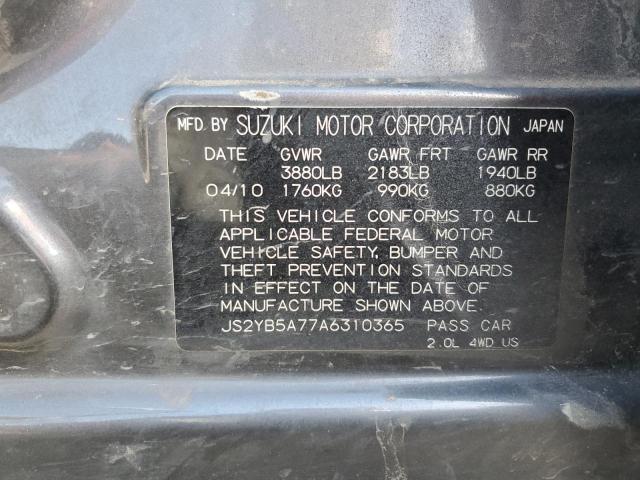 MFD. BY SUZUKI MOTOR CORPORATION JAPAN
DATE GVWR GAWR FRT GAWR RR
3880LB 2183LB 1940LB
04/10 1760KG 990KG 880KG
THIS VEHICLE CONFORMS TO ALL
APPLICABLE FEDERAL MOTOR
VEHICLE SAFETY, BUMPER AND
THEFT PREVENTION STANDARDS
IN EFFECT ON THE DATE OF
MANUFACTURE SHOWN ABOVE.
JS2YB5A77A6310365 PASS CAR
2.0L 4WD US